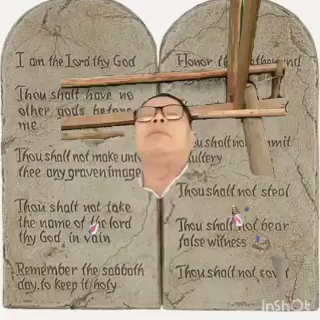 I am the Lord thy God
Thou shalt have no
other gods before
me
Thou shalt not make unto
thee any graven image
Thou shalt not take
the name of the lord
thy God in vain
Remember the sabbath
day, to keep it holy
Honor
shalt not
Thou shalt not steal
Thou shalt not bear
false witness
Thou shalt not
InShot